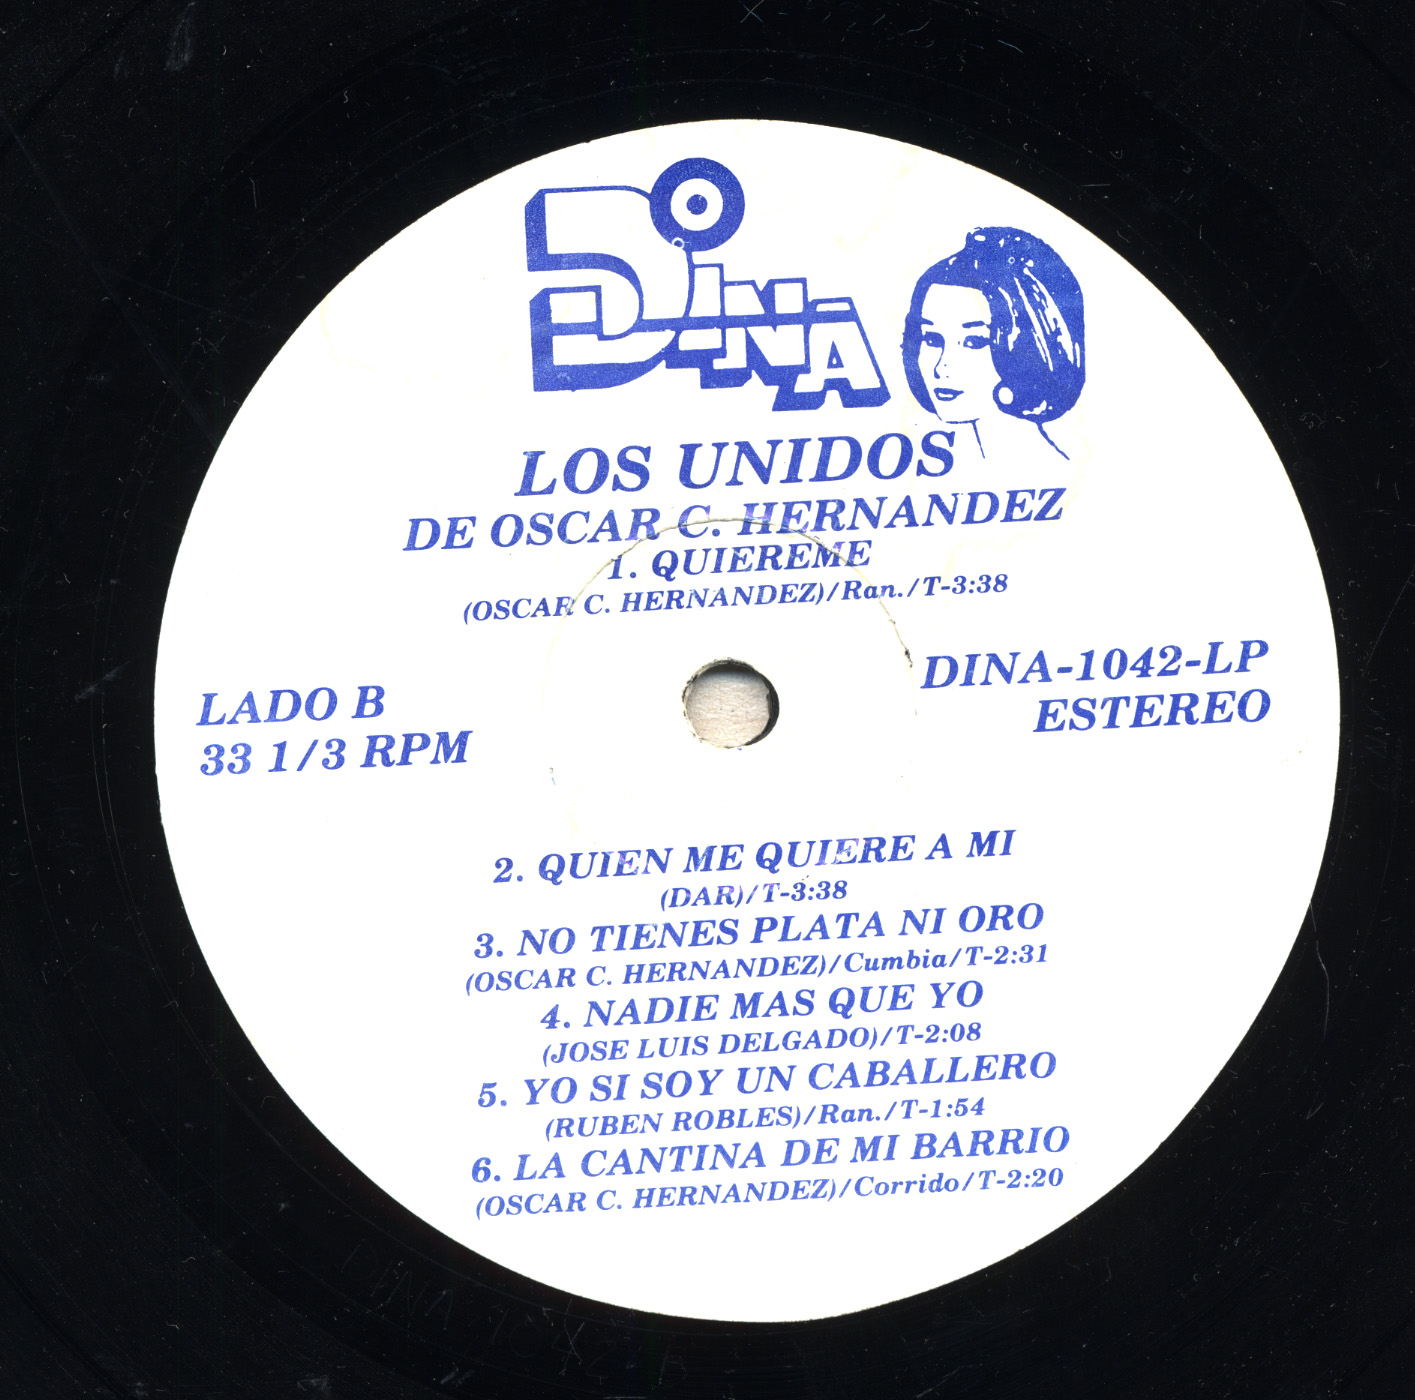 DINA
LOS UNIDOS
DE OSCAR C. HERNANDEZ
1. QUIEREME
(OSCAR C. HERNANDEZ)/Ran./T-3:38
LADO B
33 1/3 RPM
DINA-1042-LP
ESTEREO
2. QUIEN ME QUIERE A MI
(DAR)/T-3:38
3. NO TIENES PLATA NI ORO
(OSCAR C. HERNANDEZ)/Cumbia/T-2:31
4. NADIE MAS QUE YO
(JOSE LUIS DELGADO)/T-2:08
5. YO SI SOY UN CABALLERO
(RUBEN ROBLES)/Ran./T-1:54
6. LA CANTINA DE MI BARRIO
(OSCAR C. HERNANDEZ)/Corrido/T-2:20